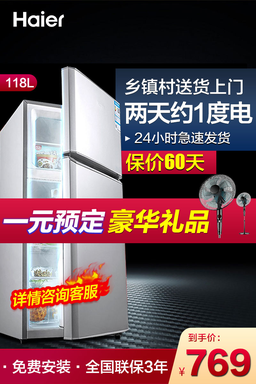 Haier
118L
乡镇村送货上门
两天约1度电
24小时急速发货
保价60天
一元预定 豪华礼品
详情咨询客服
到手价:
免费安装·全国联保3年
¥769